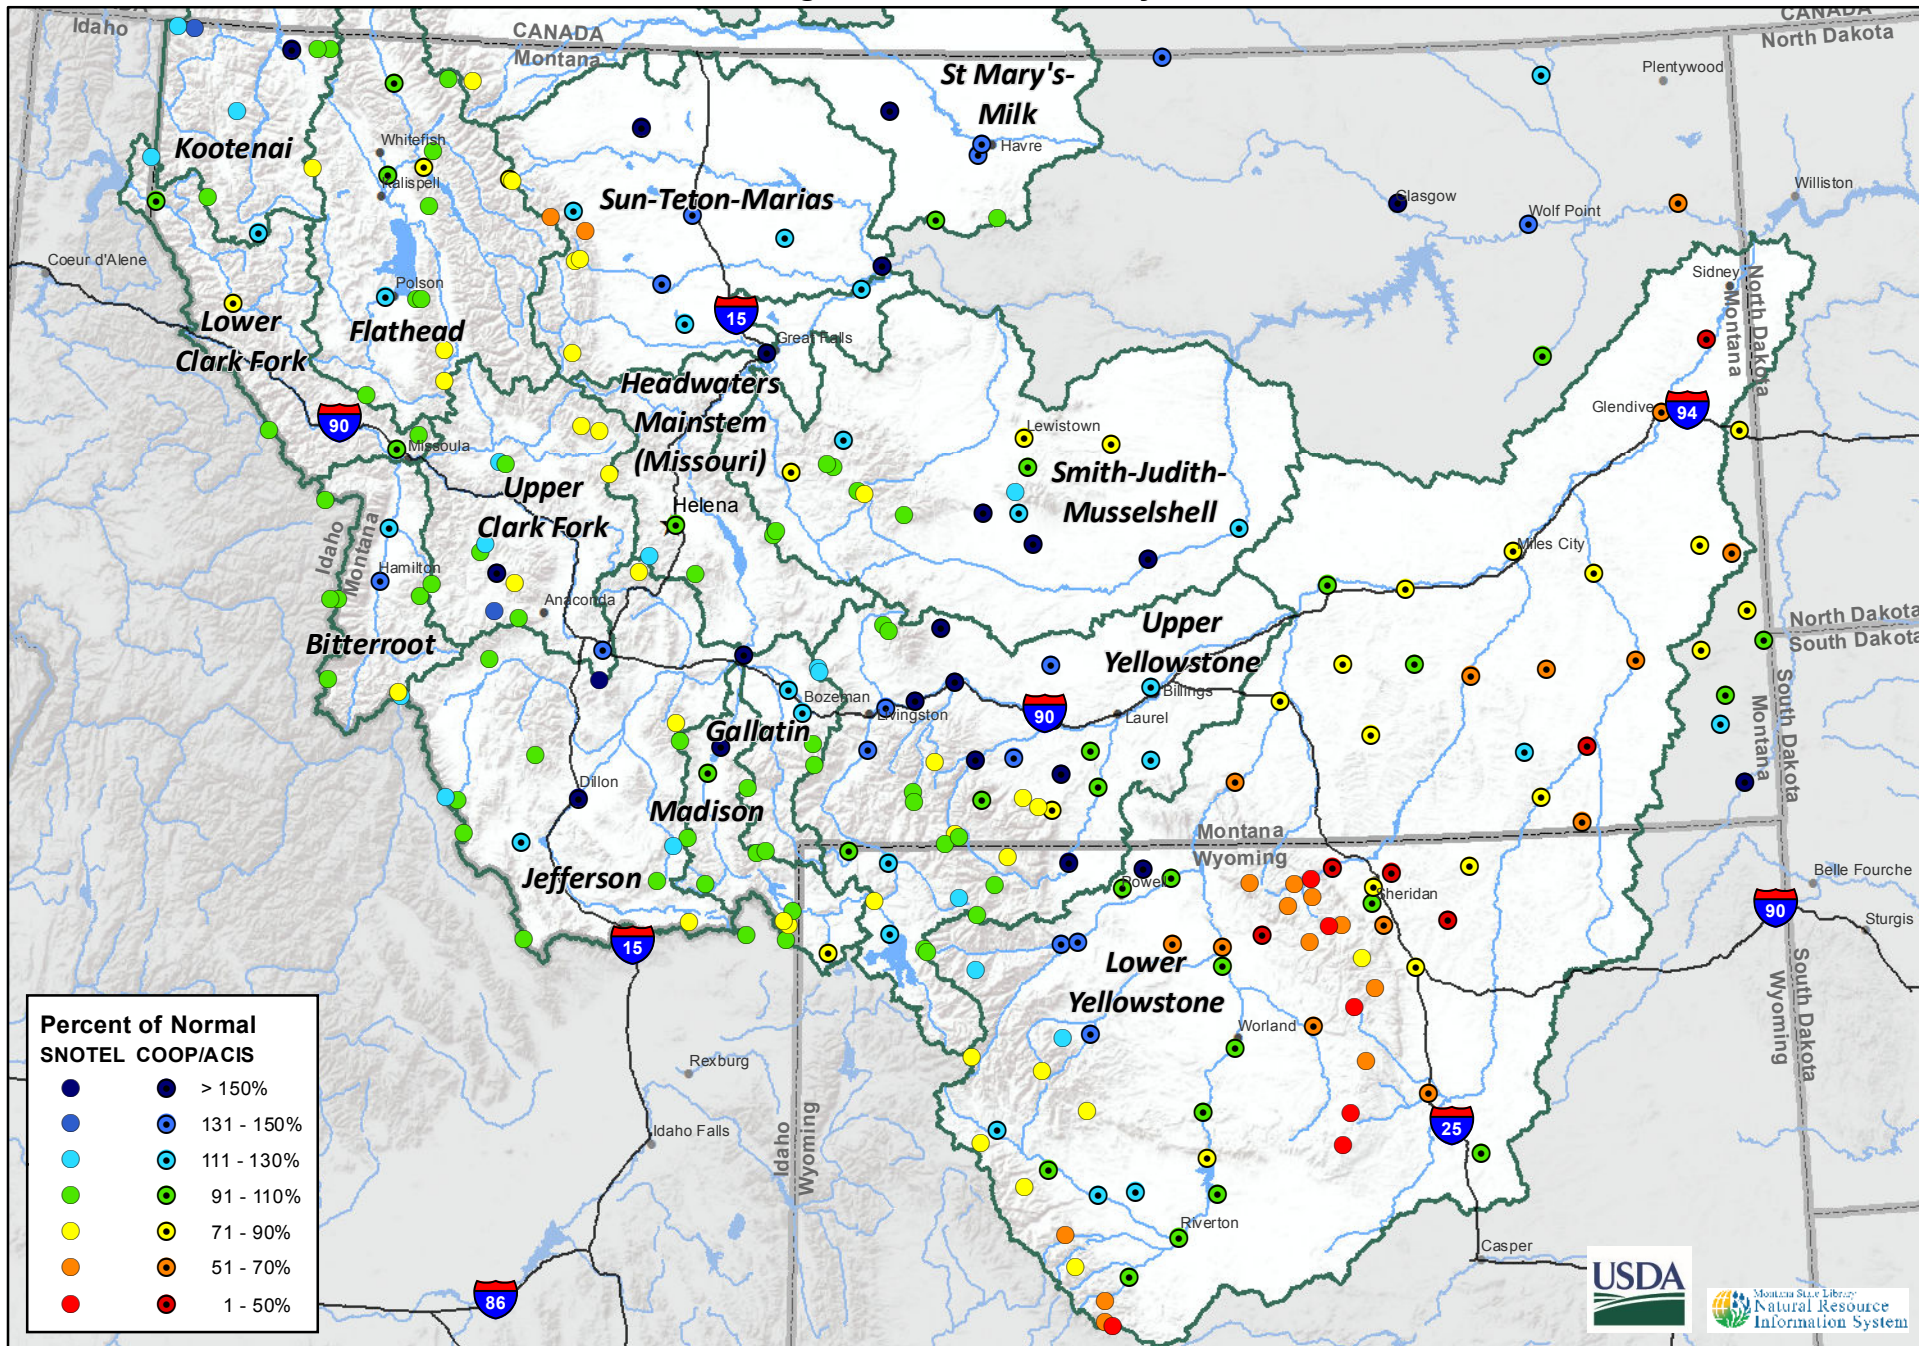 Idaho
CANADA
Montana
CANADA
North Dakota
St Mary's-
Milk
Plentywood
Kootenai
Whitefish
Kalispell
Havre
Sun-Teton-Marias
Glasgow
Wolf Point
Williston
Coeur d'Alene
Polson
Sidney
North Dakota
Montana
Lower
Clark Fork
Flathead
15
Great Falls
Headwaters
Mainstem
(Missouri)
90
Missoula
Lewistown
Glendive
94
Smith-Judith-
Musselshell
Upper
Clark Fork
Helena
Idaho
Montana
Hamilton
Anaconda
Miles City
Bitterroot
Upper
Yellowstone
North Dakota
South Dakota
Bozeman
Livingston
90
Billings
Laurel
Gallatin
South Dakota
Montana
Dillon
Madison
Montana
Wyoming
Jefferson
Powell
Sheridan
Belle Fourche
90
Sturgis
15
Lower
Yellowstone
South Dakota
Wyoming
Worland
Rexburg
Idaho Falls
Idaho
Wyoming
25
Riverton
Casper
86
Percent of Normal
SNOTEL COOP/ACIS
> 150%
131 - 150%
111 - 130%
91 - 110%
71 - 90%
51 - 70%
1 - 50%
USDA
Montana State Library
Natural Resource
Information System